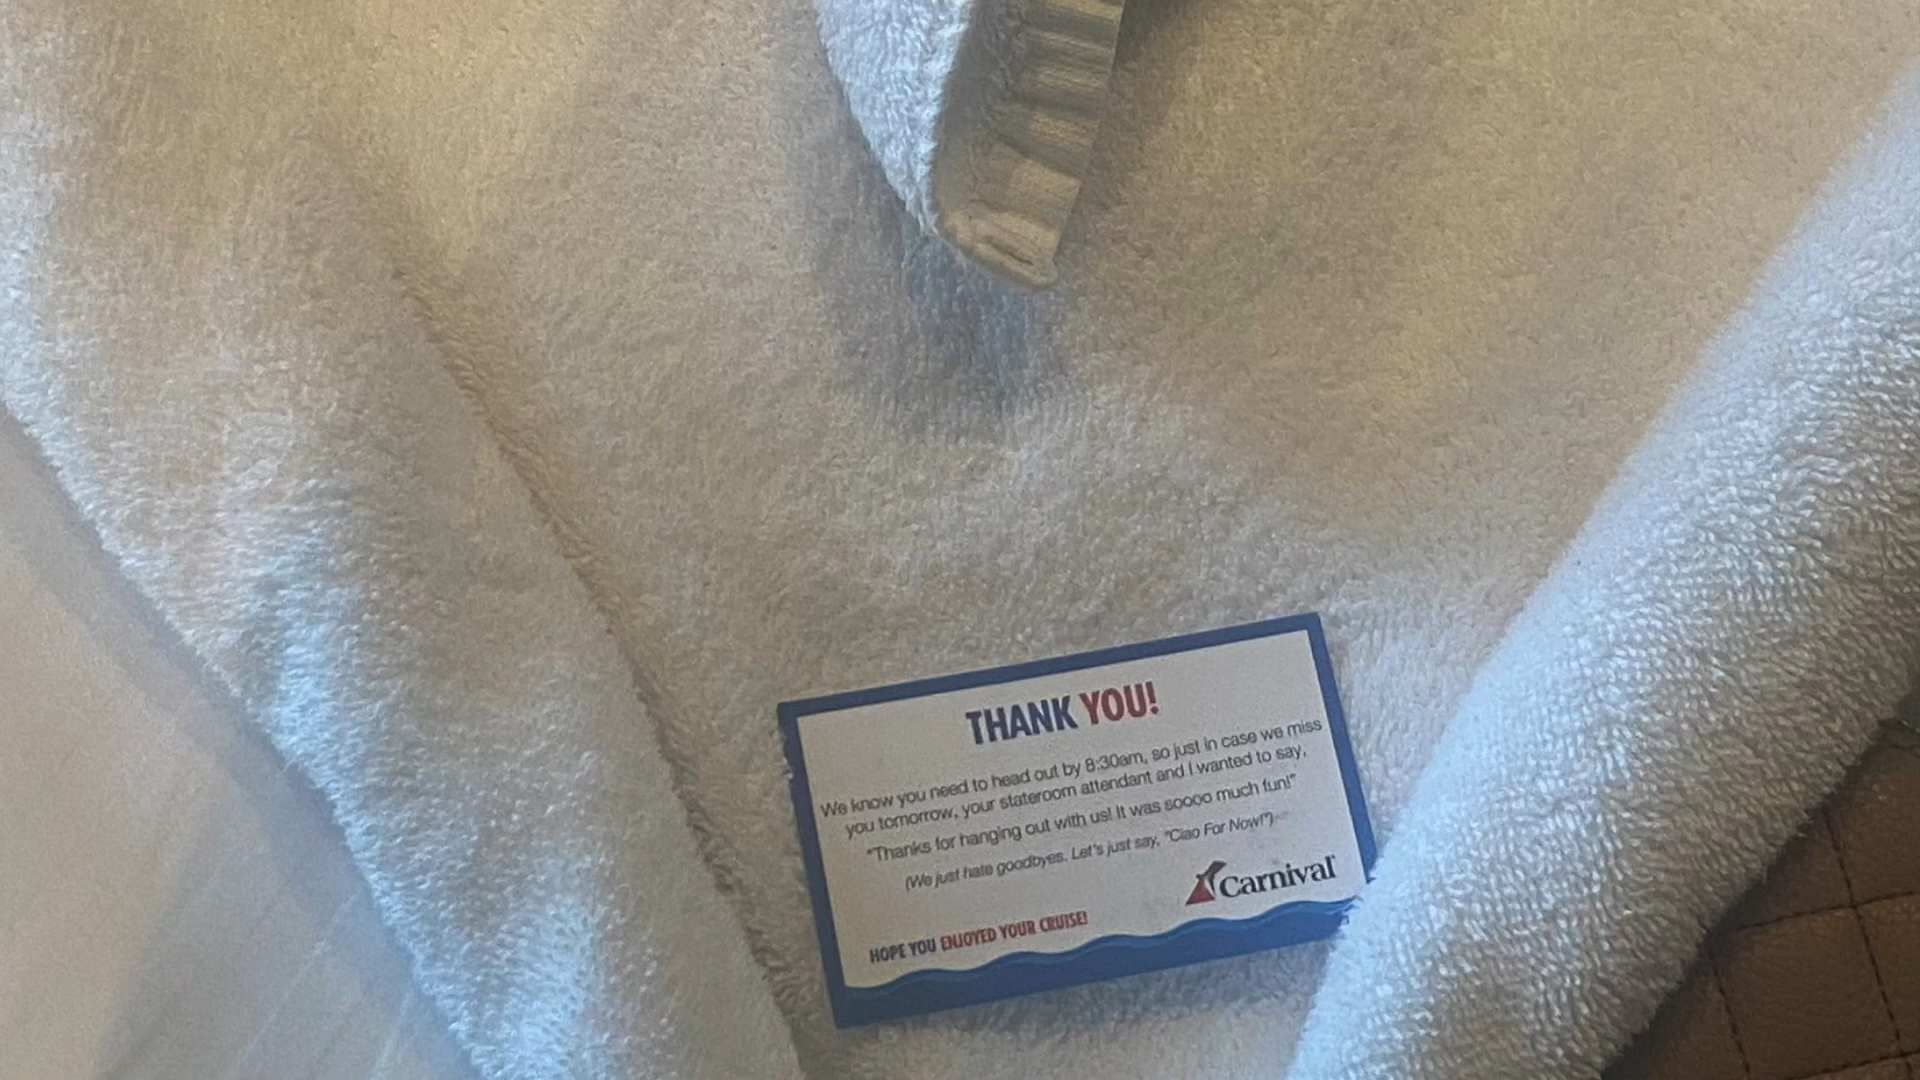 THANK YOU!
We know you need to head out by 8:30am, so just in case we miss
you tomorrow, your stateroom attendant and I wanted to say,
"Thanks for hanging out with us! It was soooo much fun!"
(We just hate goodbyes. Let's just say, "Ciao For Now!")
Carnival
HOPE YOU ENJOYED YOUR CRUISE!